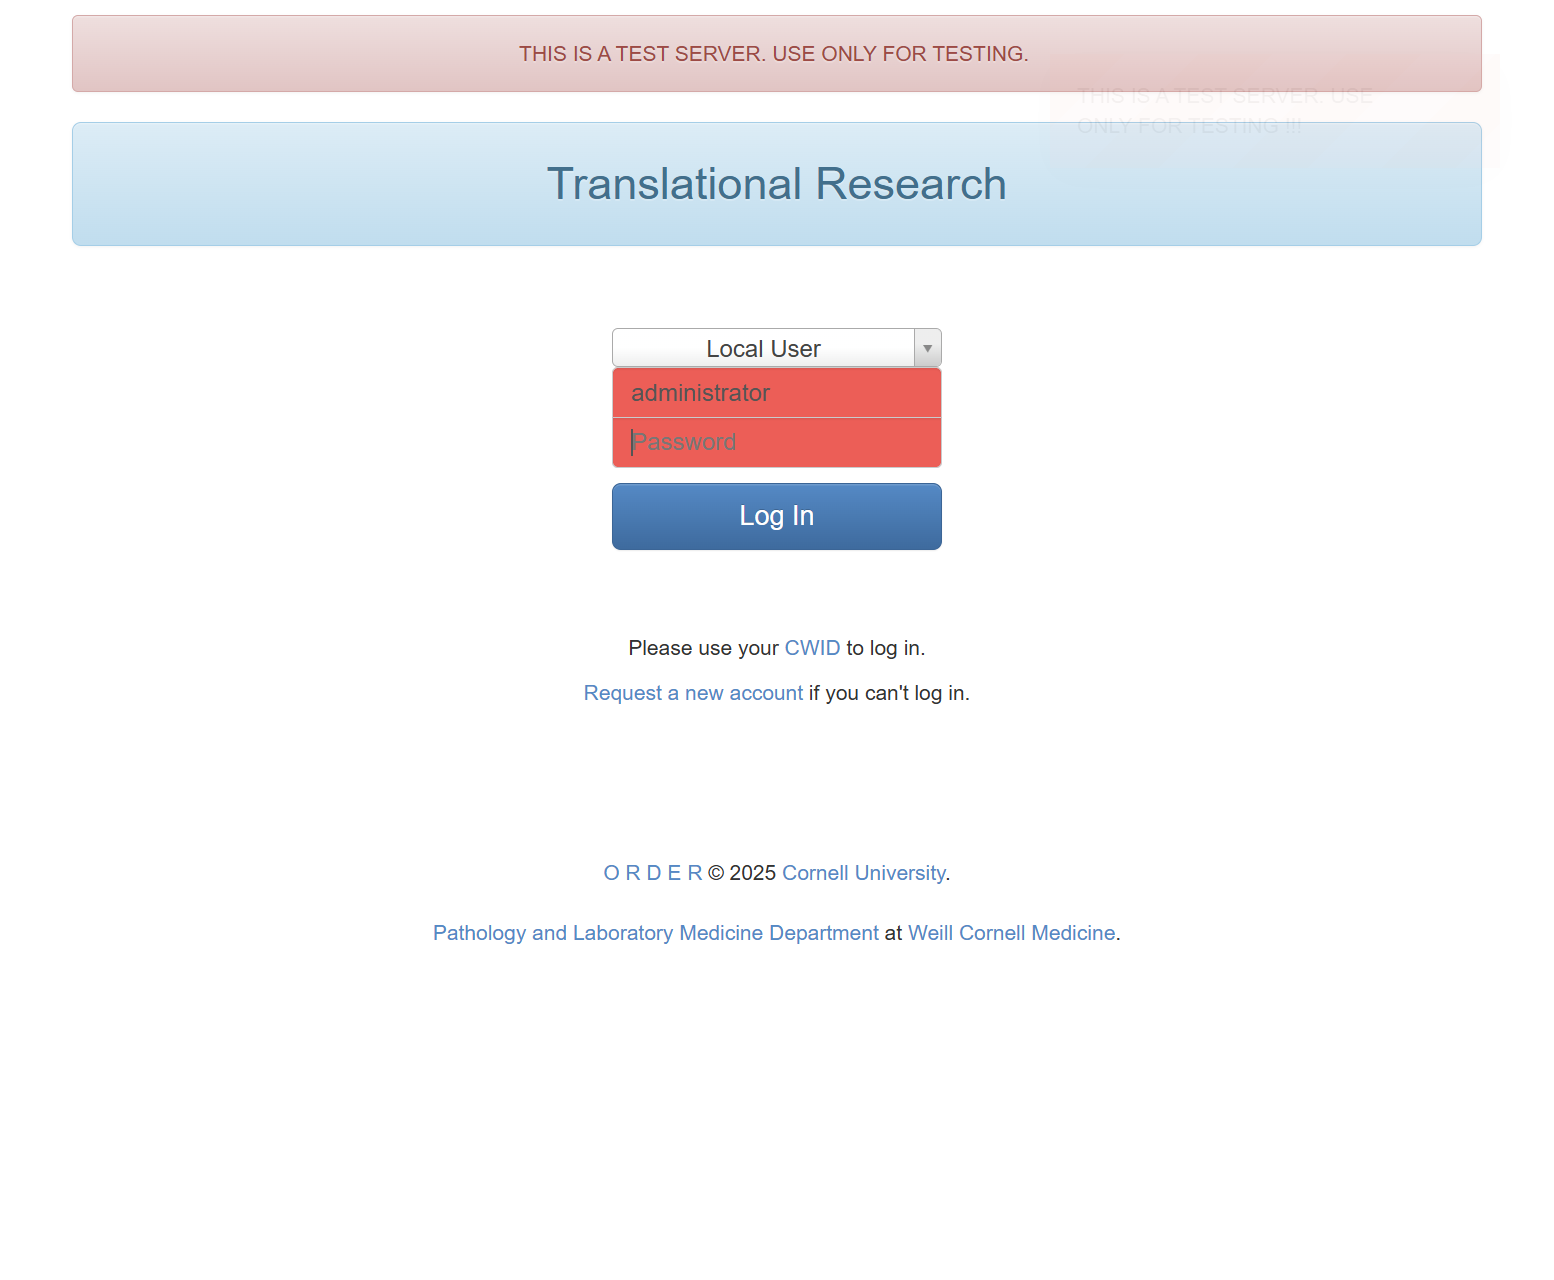 THIS IS A TEST SERVER. USE ONLY FOR TESTING.
THIS IS A TEST SERVER. USE
ONLY FOR TESTING !!!
Translational Research
Local User
administrator
Password
Log In
Please use your CWID to log in.
Request a new account if you can't log in.
O R D E R © 2025 Cornell University.
Pathology and Laboratory Medicine Department at Weill Cornell Medicine.